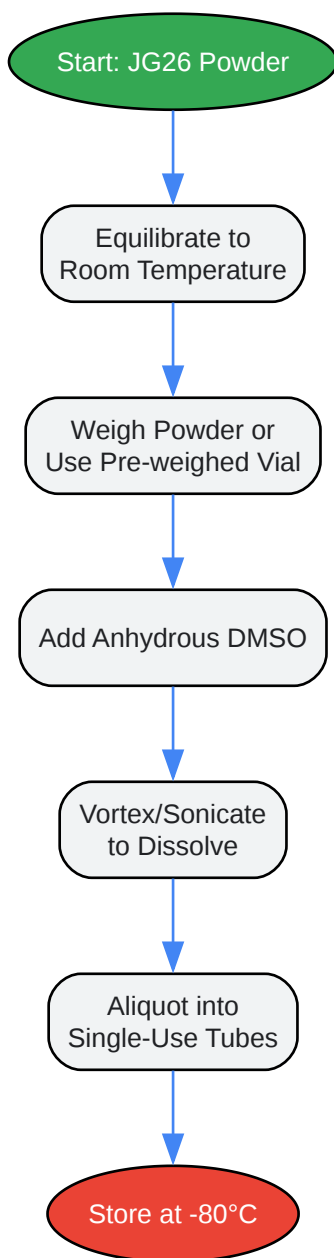 Start: JG26 Powder
Equilibrate to
Room Temperature
Weigh Powder or
Use Pre-weighed Vial
Add Anhydrous DMSO
Vortex/Sonicate
to Dissolve
Aliquot into
Single-Use Tubes
Store at -80°C